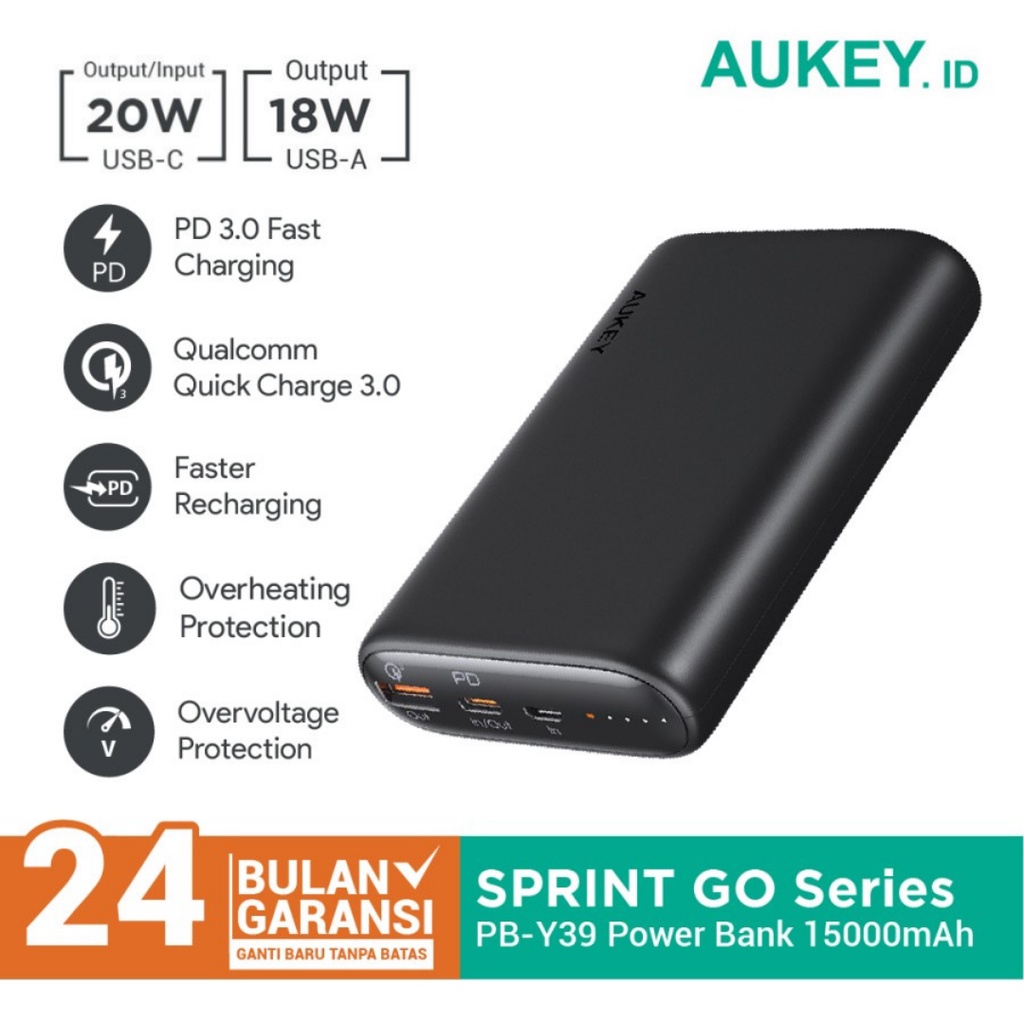 Output/Input
20W
USB-C
Output
18W
USB-A
AUKEY. ID
PD
PD 3.0 Fast
Charging
3
Qualcomm
Quick Charge 3.0
PD
Faster
Recharging
Overheating
Protection
V
Overvoltage
Protection
AUKEY
PD
Out
In/Out
In
24
BULAN
GARANSI
GANTI BARU TANPA BATAS
SPRINT GO Series
PB-Y39 Power Bank 15000mAh